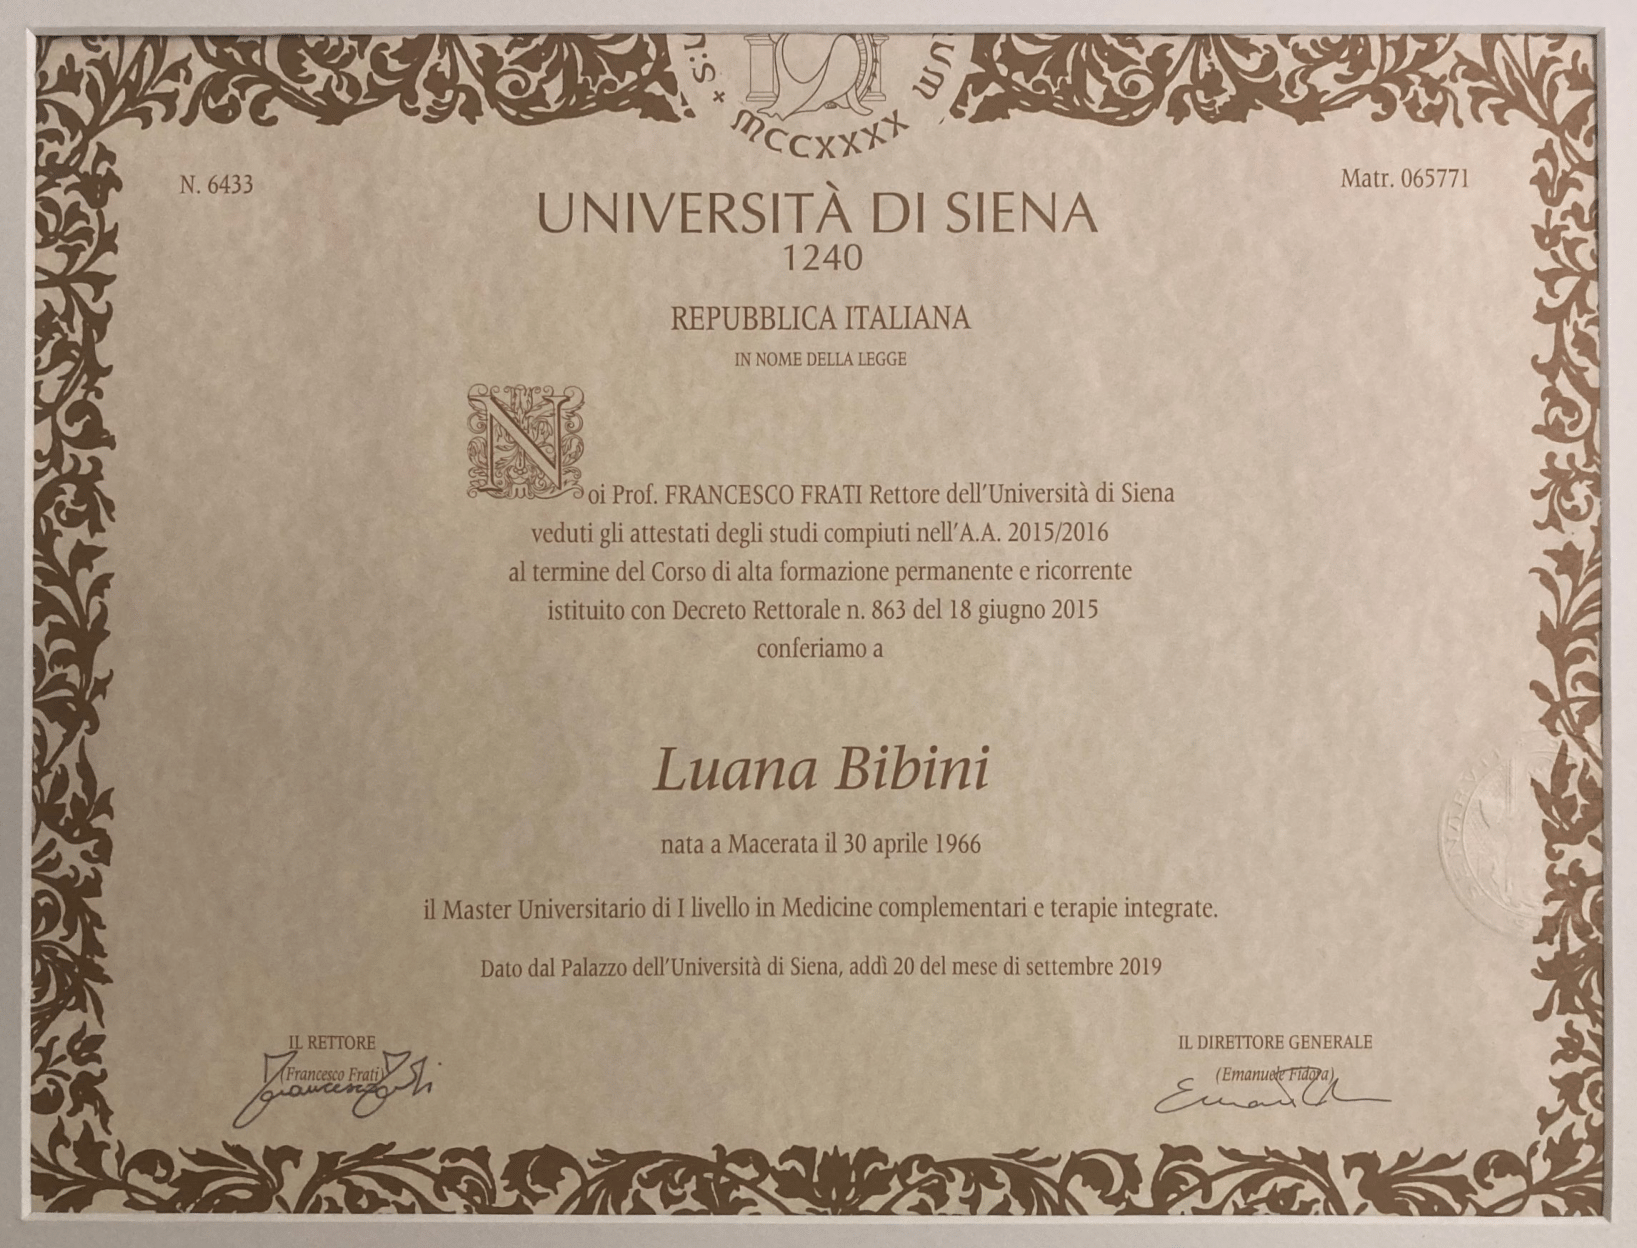 MCCXXXX
N. 6433
Matr. 065771
UNIVERSITÀ DI SIENA
1240
REPUBBLICA ITALIANA
IN NOME DELLA LEGGE
Noi Prof. FRANCESCO FRATI Rettore dell'Università di Siena
veduti gli attestati degli studi compiuti nell'A.A. 2015/2016
al termine del Corso di alta formazione permanente e ricorrente
istituito con Decreto Rettorale n. 863 del 18 giugno 2015
conferiamo a
Luana Bibini
nata a Macerata il 30 aprile 1966
il Master Universitario di I livello in Medicine complementari e terapie integrate.
Dato dal Palazzo dell'Università di Siena, addì 20 del mese di settembre 2019
IL RETTORE
(Francesco Frati)
IL DIRETTORE GENERALE
(Emanuele Fidora)